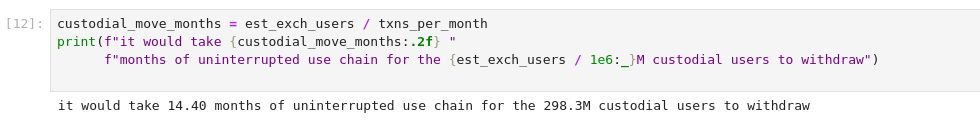 [12]: custodial_move_months = est_exch_users / txns_per_month
print(f"it would take {custodial_move_months:.2f} "
f"months of uninterrupted use chain for the {est_exch_users / 1e6:_}M custodial users to withdraw")
it would take 14.40 months of uninterrupted use chain for the 298.3M custodial users to withdraw